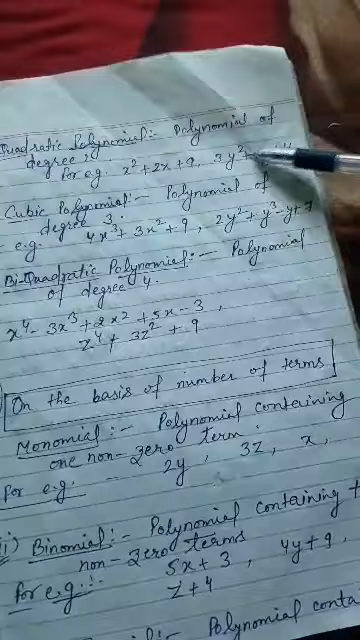 Quadratic Polynomial:- Polynomial of
degree 2.
for eg. x²+2x+9, 3y²+
Cubic Polynomial:- Polynomial of
degree 3.
e.g. 4x³+3x²+9, 2y²+y³-y+7
Bi-Quadratic Polynomial:- Polynomial
of degree 4.
x⁴-3x³+2x2+5x-3,
z⁴+3z²+9
On the basis of number of terms
Monomial:- Polynomial containing
one non-zero term.
for e.g:- 2y, 3z, x,
ii) Binomial:- Polynomial containing
non-zero terms
for e.g:- 5x+3, 4y+9,
z+4
Polynomial conta